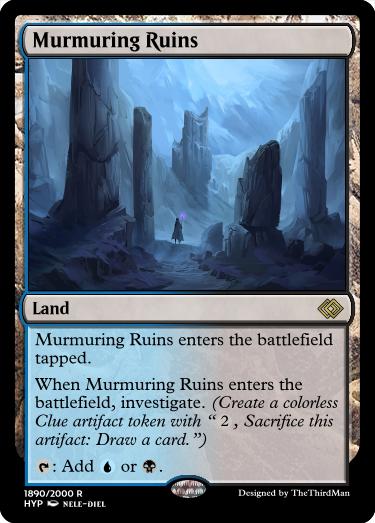 Murmuring Ruins
Land
Murmuring Ruins enters the battlefield
tapped.
When Murmuring Ruins enters the
battlefield, investigate. (Create a colorless
Clue artifact token with “ 2 , Sacrifice this
artifact: Draw a card.”)
: Add or .
1890/2000 R
HYP NELE-DIEL
Designed by TheThirdMan